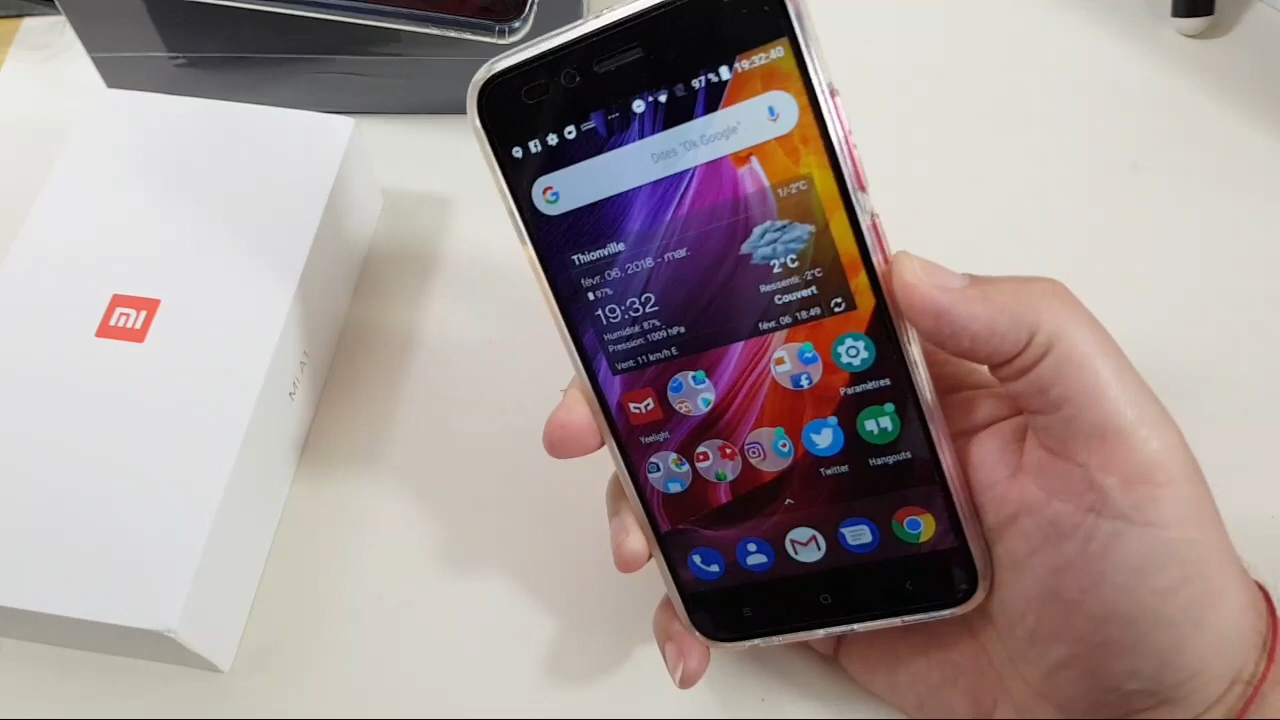 97 % 19:32:40
Dites "Ok Google"
1/-2°C
Thionville
févr. 06, 2018 - mar.
97%
19:32
Humidité: 87%
Pression: 1009 hPa
Vent: 11 km/h E
2°C
Ressenti: -2°C
Couvert
févr. 06 18:49
Yeelight
Paramètres
Twitter
Hangouts
MI
MI A1